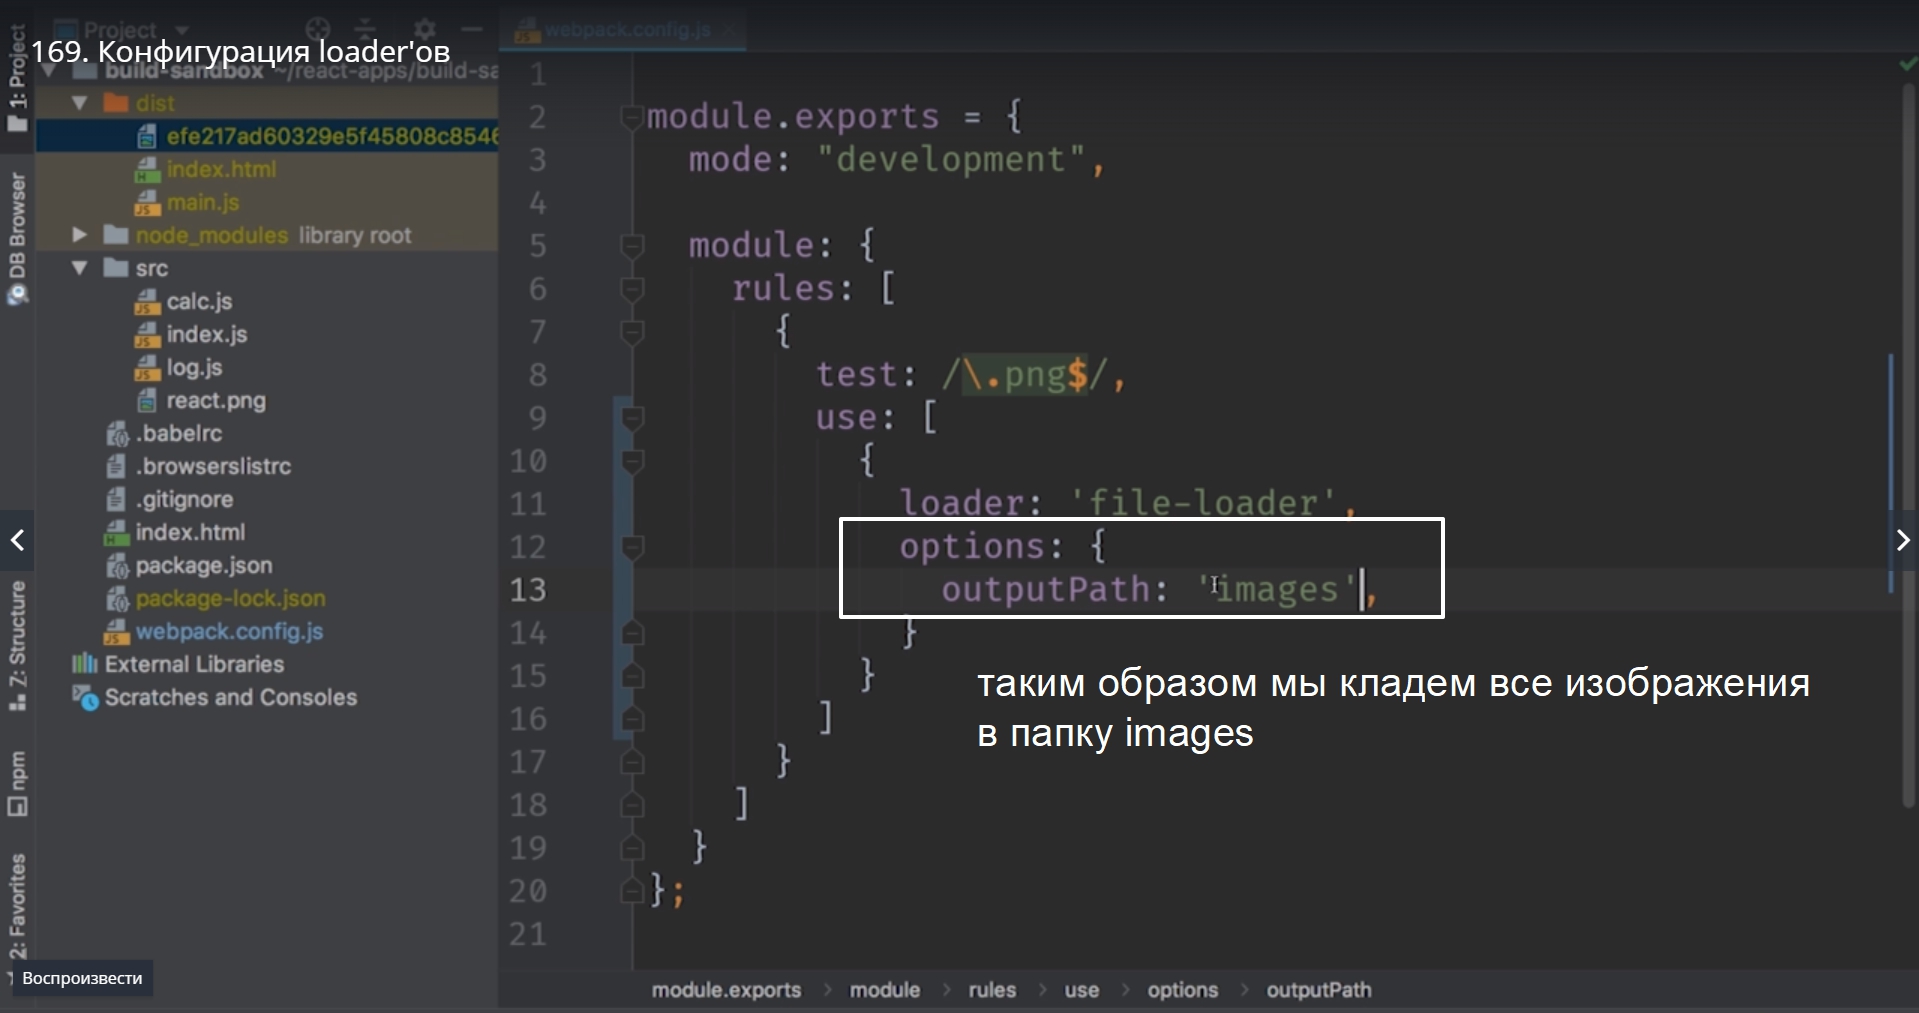 Project
webpack.config.js
169. Конфигурация loader'ов
build-sandbox ~/react-apps/build-sa
dist
efe217ad60329e5f45808c8546
index.html
main.js
node_modules library root
src
calc.js
index.js
log.js
react.png
.babelrc
.browserslistrc
.gitignore
index.html
package.json
package-lock.json
webpack.config.js
External Libraries
Scratches and Consoles
1: Project
DB Browser
Z: Structure
npm
2: Favorites
Воспроизвести
1
2 module.exports = {
3 mode: "development",
4
5 module: {
6 rules: [
7 {
8 test: /\.png$/,
9 use: [
10 {
11 loader: 'file-loader',
12 options: {
13 outputPath: 'images',
14 }
15 }
16 ]
17 }
18 ]
19 }
20 };
21
таким образом мы кладем все изображения
в папку images
module.exports > module > rules > use > options > outputPath